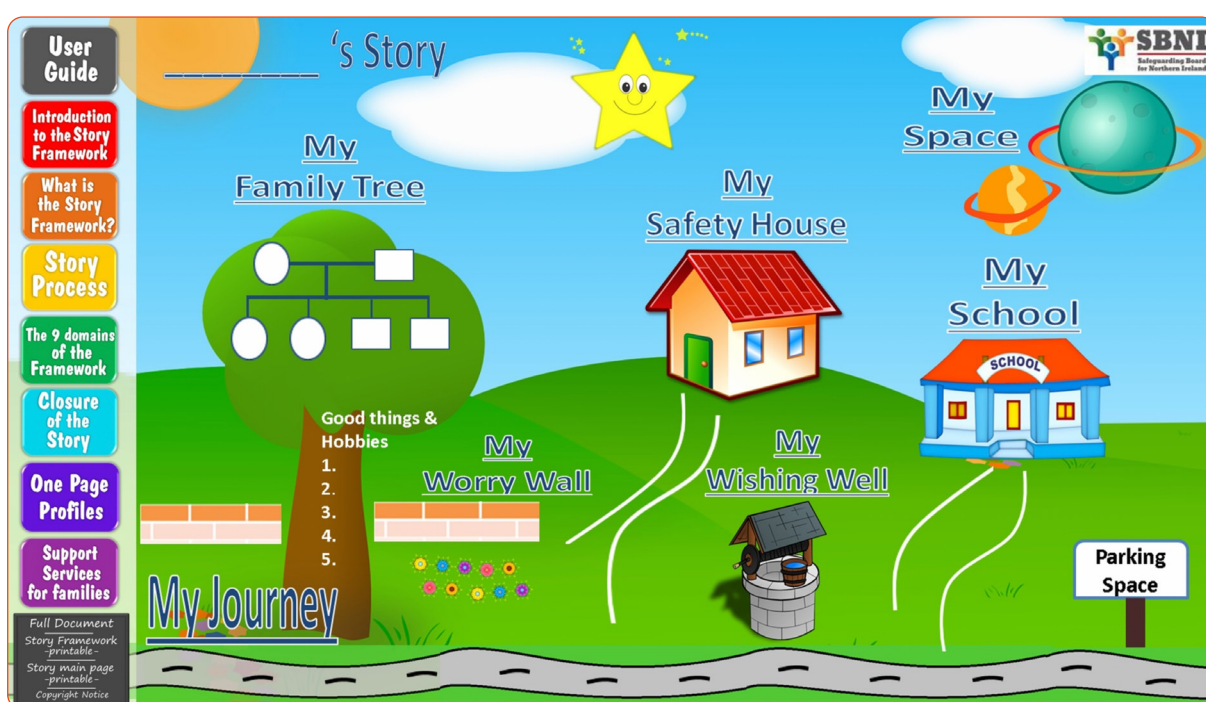 User
Guide
Introduction
to the Story
Framework
What is
the Story
Framework?
Story
Process
The 9 domains
of the
Framework
Closure
of the
Story
One Page
Profiles
Support
Services
for families
Full Document
Story Framework
-printable-
Story main page
-printable-
Copyright Notice
________ 's Story
SBNI
Safeguarding Board
for Northern Ireland
My
Space
My
Family Tree
My
Safety House
My
School
SCHOOL
Good things &
Hobbies
1.
2.
3.
4.
5.
My
Worry Wall
My
Wishing Well
Parking
Space
My Journey